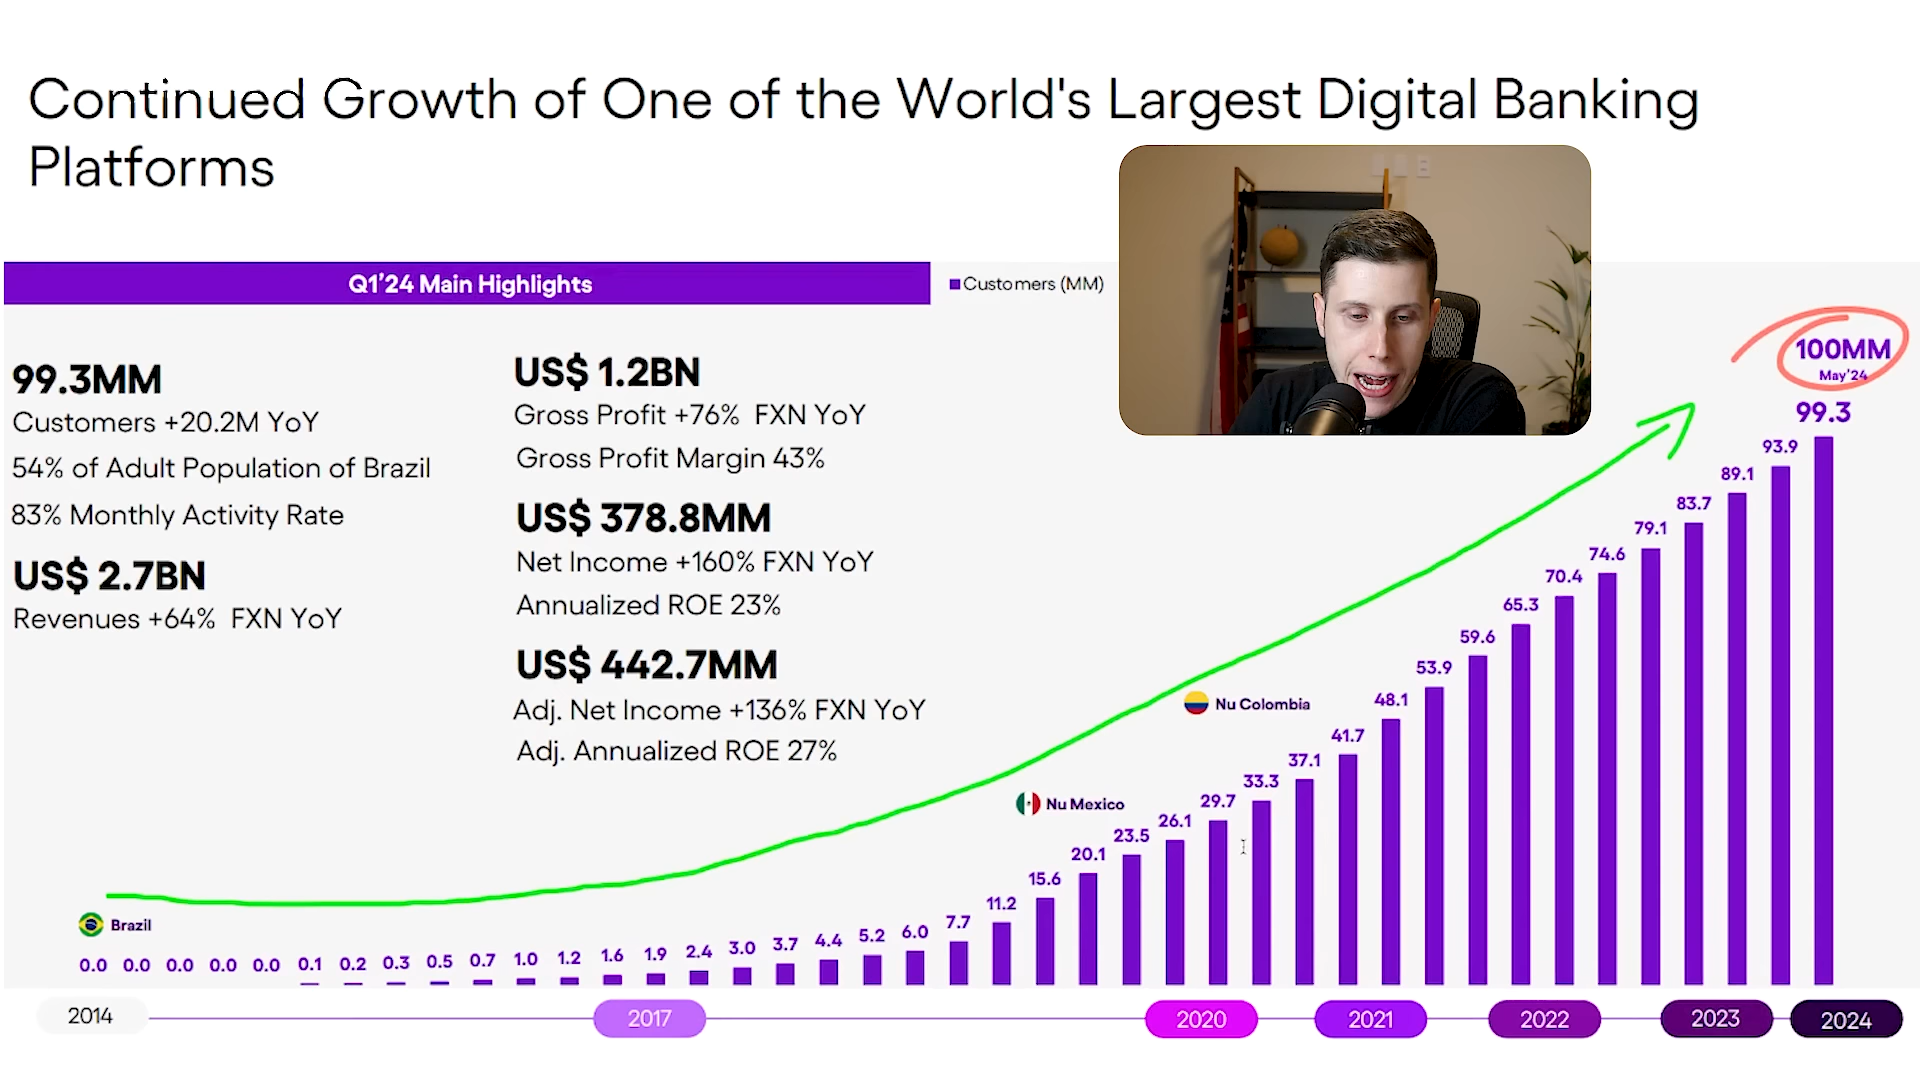 Continued Growth of One of the World's Largest Digital Banking
Platforms
Q1'24 Main Highlights
99.3MM
Customers +20.2M YoY
54% of Adult Population of Brazil
83% Monthly Activity Rate
US$ 2.7BN
Revenues +64% FXN YoY
US$ 1.2BN
Gross Profit +76% FXN YoY
Gross Profit Margin 43%
US$ 378.8MM
Net Income +160% FXN YoY
Annualized ROE 23%
US$ 442.7MM
Adj. Net Income +136% FXN YoY
Adj. Annualized ROE 27%
Customers (MM)
100MM
May'24
Nu Colombia
Nu Mexico
Brazil
0.0 0.0 0.0 0.0 0.0 0.1 0.2 0.3 0.5 0.7 1.0 1.2 1.6 1.9 2.4 3.0 3.7 4.4 5.2 6.0 7.7 11.2 15.6 20.1 23.5 26.1 29.7 33.3 37.1 41.7 48.1 53.9 59.6 65.3 70.4 74.6 79.1 83.7 89.1 93.9 99.3
2014 2017 2020 2021 2022 2023 2024